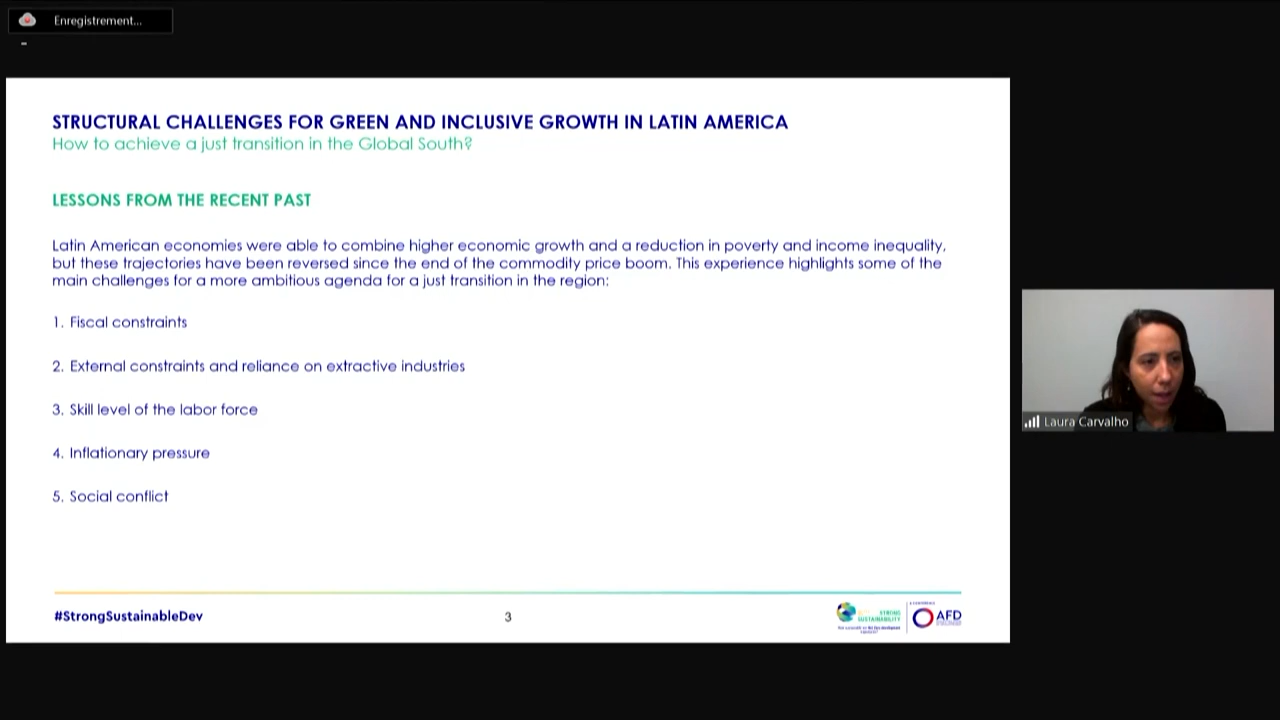 Enregistrement...
STRUCTURAL CHALLENGES FOR GREEN AND INCLUSIVE GROWTH IN LATIN AMERICA
How to achieve a just transition in the Global South?
LESSONS FROM THE RECENT PAST
Latin American economies were able to combine higher economic growth and a reduction in poverty and income inequality,
but these trajectories have been reversed since the end of the commodity price boom. This experience highlights some of the
main challenges for a more ambitious agenda for a just transition in the region:
1. Fiscal constraints
2. External constraints and reliance on extractive industries
3. Skill level of the labor force
4. Inflationary pressure
5. Social conflict
Laura Carvalho
#StrongSustainableDev
3
STRONG
SUSTAINABILITY
AFD